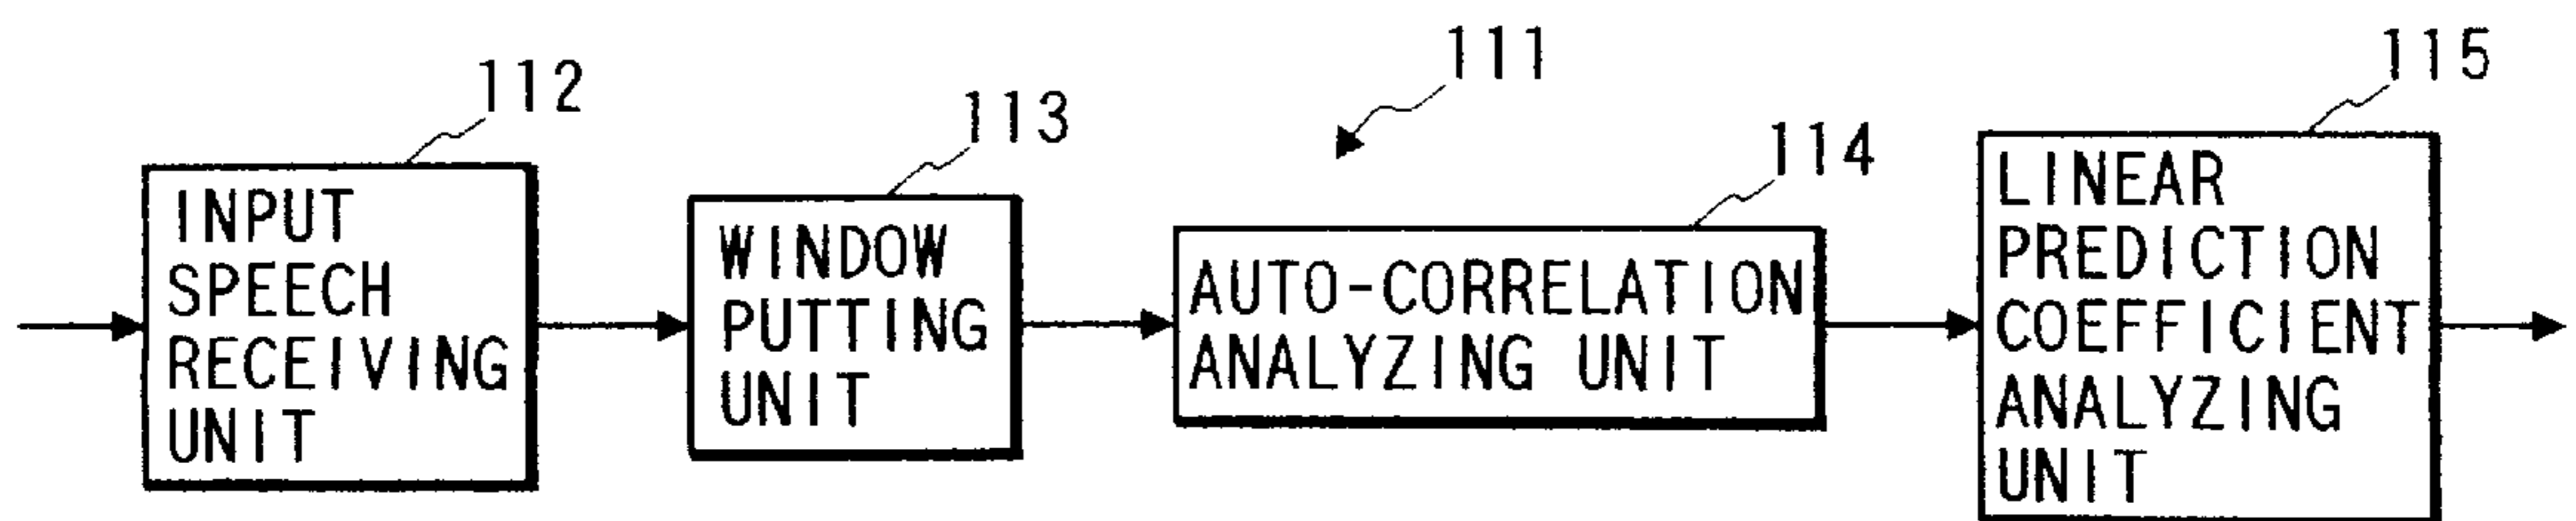 112
INPUT
SPEECH
RECEIVING
UNIT
113
WINDOW
PUTTING
UNIT
111
114
AUTO-CORRELATION
ANALYZING UNIT
115
LINEAR
PREDICTION
COEFFICIENT
ANALYZING
UNIT